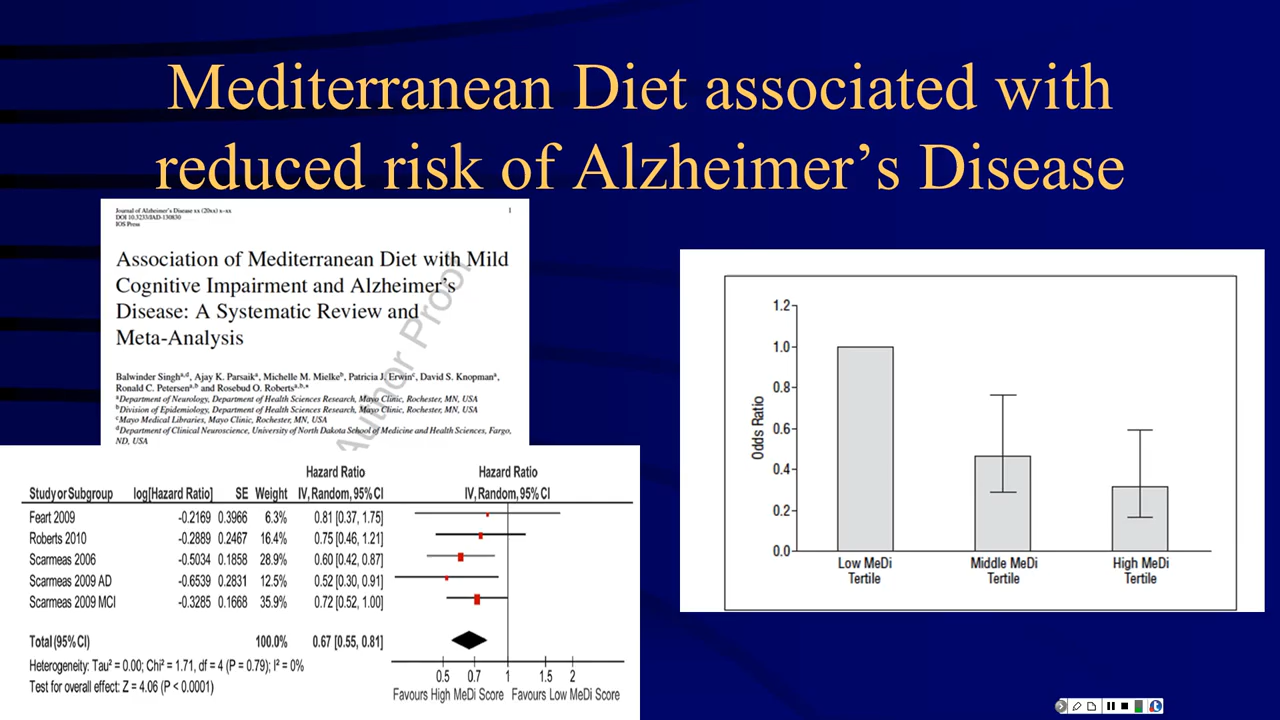 Mediterranean Diet associated with
reduced risk of Alzheimer's Disease
Journal of Alzheimer's Disease xx (20xx) x–xx
DOI 10.3233/JAD-130830
IOS Press
1
Association of Mediterranean Diet with Mild
Cognitive Impairment and Alzheimer's
Disease: A Systematic Review and
Meta-Analysis
Balwinder Singha,d, Ajay K. Parsaika, Michelle M. Mielkeb, Patricia J. Erwinc, David S. Knopmana,
Ronald C. Petersena,b and Rosebud O. Robertsa,b,*
aDepartment of Neurology, Department of Health Sciences Research, Mayo Clinic, Rochester, MN, USA
bDivision of Epidemiology, Department of Health Sciences Research, Mayo Clinic, Rochester, MN, USA
cMayo Medical Libraries, Mayo Clinic, Rochester, MN, USA
dDepartment of Clinical Neuroscience, University of North Dakota School of Medicine and Health Sciences, Fargo,
ND, USA
Author Proof
Hazard Ratio Hazard Ratio
Study or Subgroup log[Hazard Ratio] SE Weight IV, Random, 95% CI IV, Random, 95% CI
Feart 2009 -0.2169 0.3966 6.3% 0.81 [0.37, 1.75]
Roberts 2010 -0.2889 0.2467 16.4% 0.75 [0.46, 1.21]
Scarmeas 2006 -0.5034 0.1858 28.9% 0.60 [0.42, 0.87]
Scarmeas 2009 AD -0.6539 0.2831 12.5% 0.52 [0.30, 0.91]
Scarmeas 2009 MCI -0.3285 0.1668 35.9% 0.72 [0.52, 1.00]
Total (95% CI) 100.0% 0.67 [0.55, 0.81]
Heterogeneity: Tau² = 0.00; Chi² = 1.71, df = 4 (P = 0.79); I² = 0%
Test for overall effect: Z = 4.06 (P < 0.0001)
0.5 0.7 1 1.5 2
Favours High MeDi Score Favours Low MeDi Score
Odds Ratio
1.2
1.0
0.8
0.6
0.4
0.2
0.0
Low MeDi Middle MeDi High MeDi
Tertile Tertile Tertile